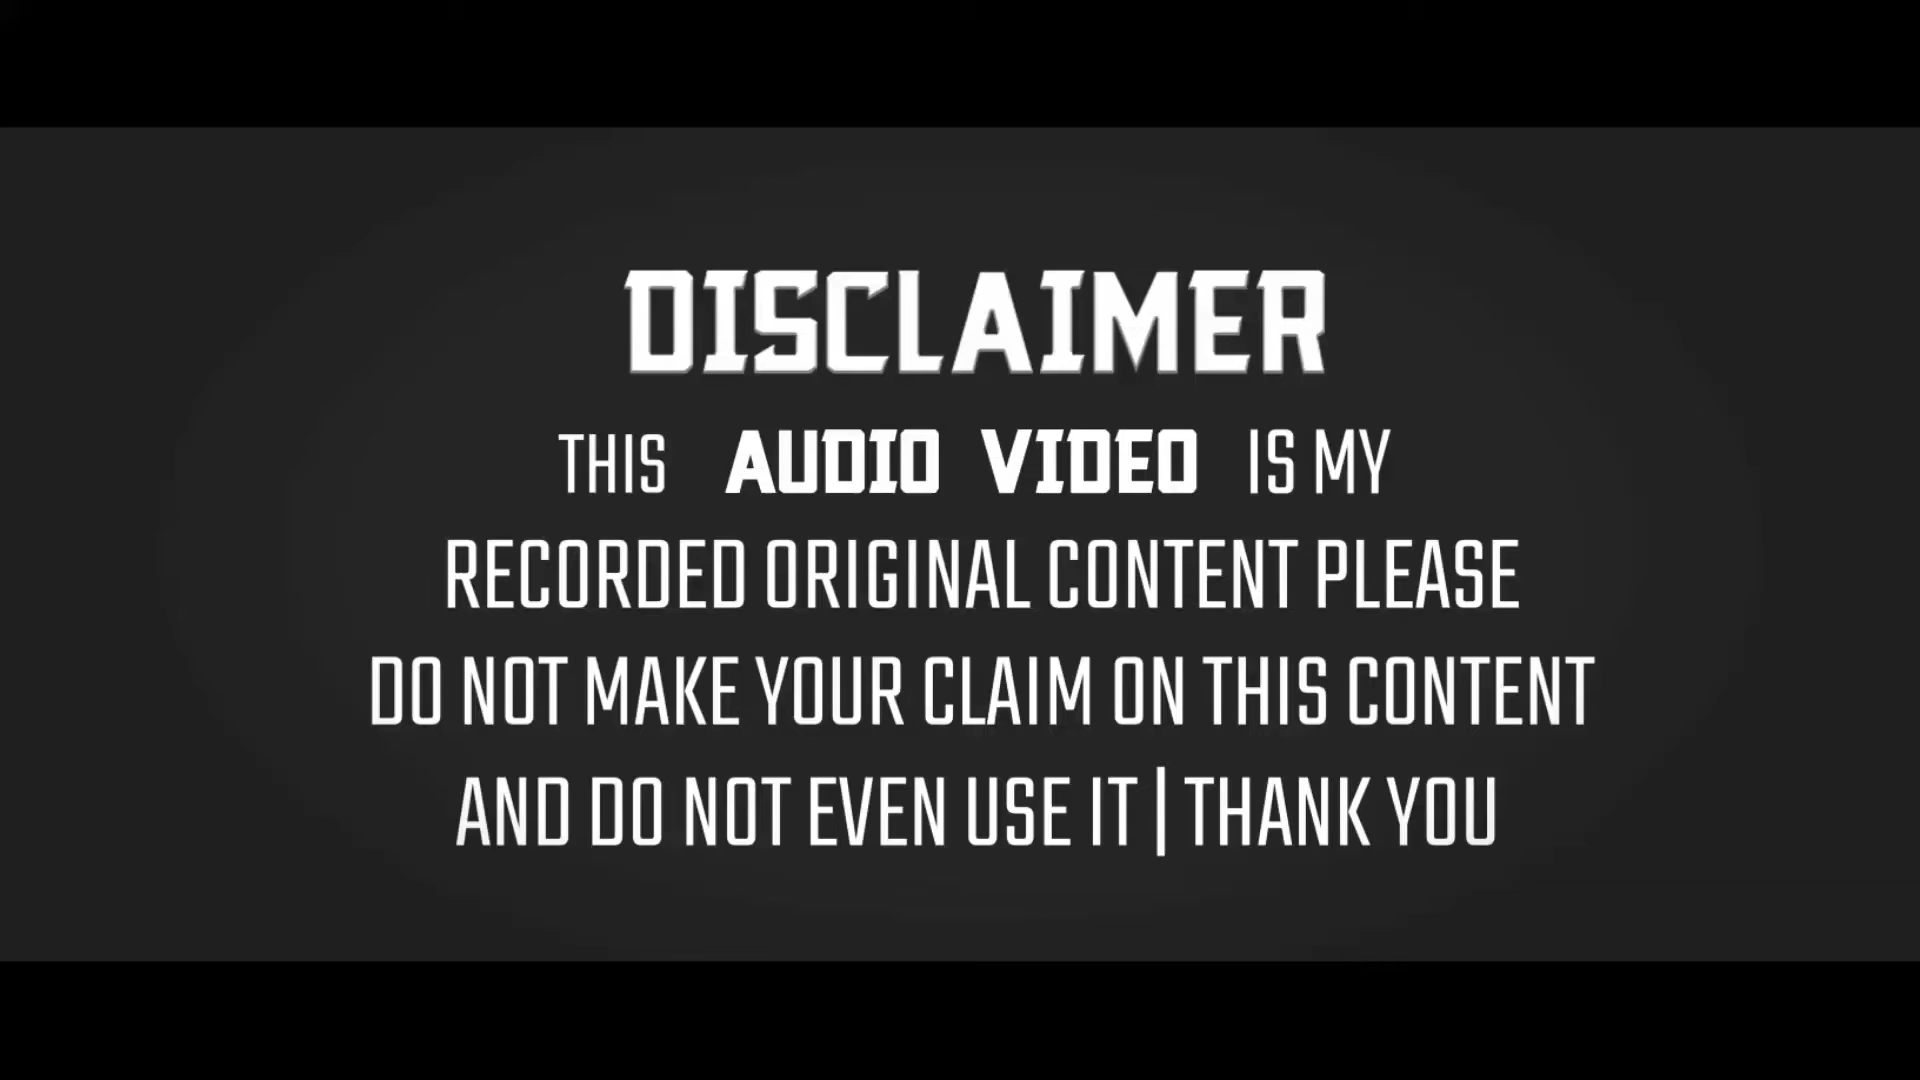 DISCLAIMER
THIS AUDIO VIDEO IS MY
RECORDED ORIGINAL CONTENT PLEASE
DO NOT MAKE YOUR CLAIM ON THIS CONTENT
AND DO NOT EVEN USE IT | THANK YOU